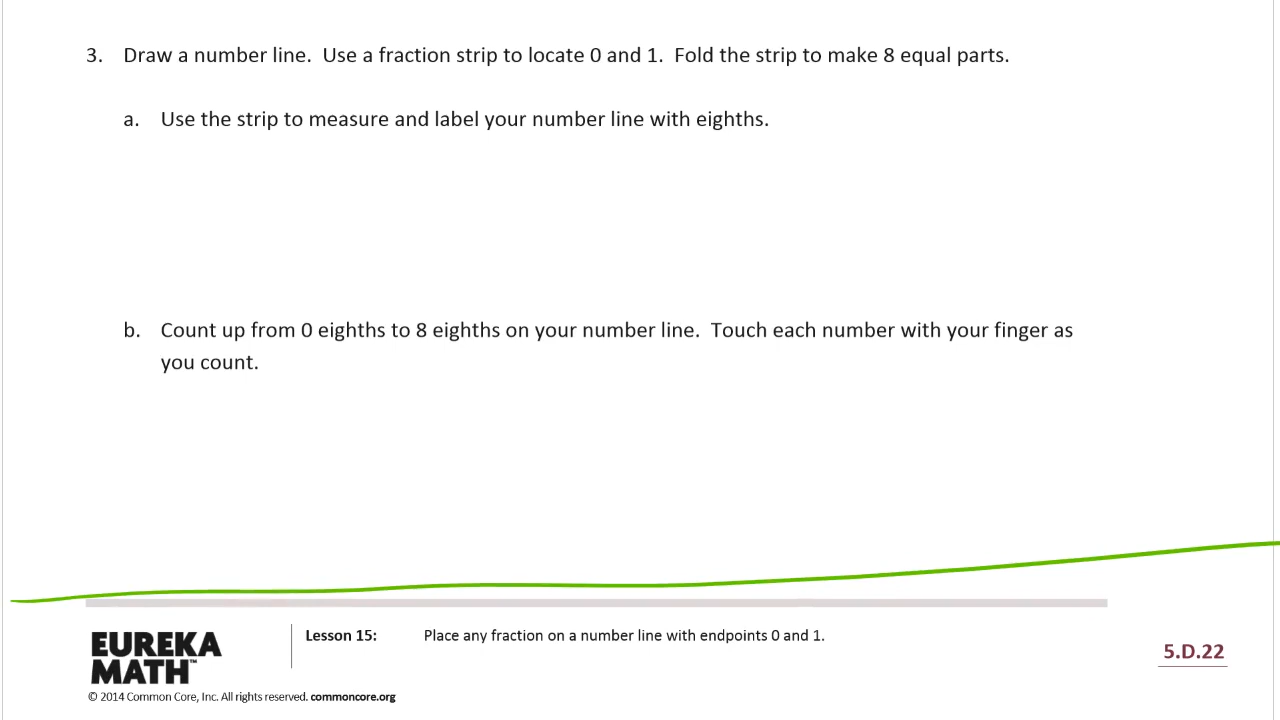 3. Draw a number line. Use a fraction strip to locate 0 and 1. Fold the strip to make 8 equal parts.
a. Use the strip to measure and label your number line with eighths.
b. Count up from 0 eighths to 8 eighths on your number line. Touch each number with your finger as
you count.
EUREKA
MATH™
Lesson 15: Place any fraction on a number line with endpoints 0 and 1.
5.D.22
© 2014 Common Core, Inc. All rights reserved. commoncore.org